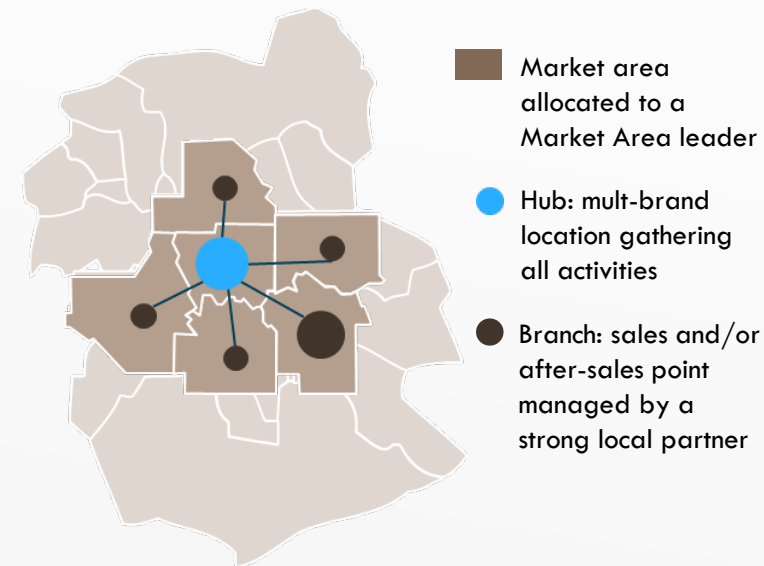 Market area
allocated to a
Market Area leader
Hub: mult-brand
location gathering
all activities
Branch: sales and/or
after-sales point
managed by a
strong local partner